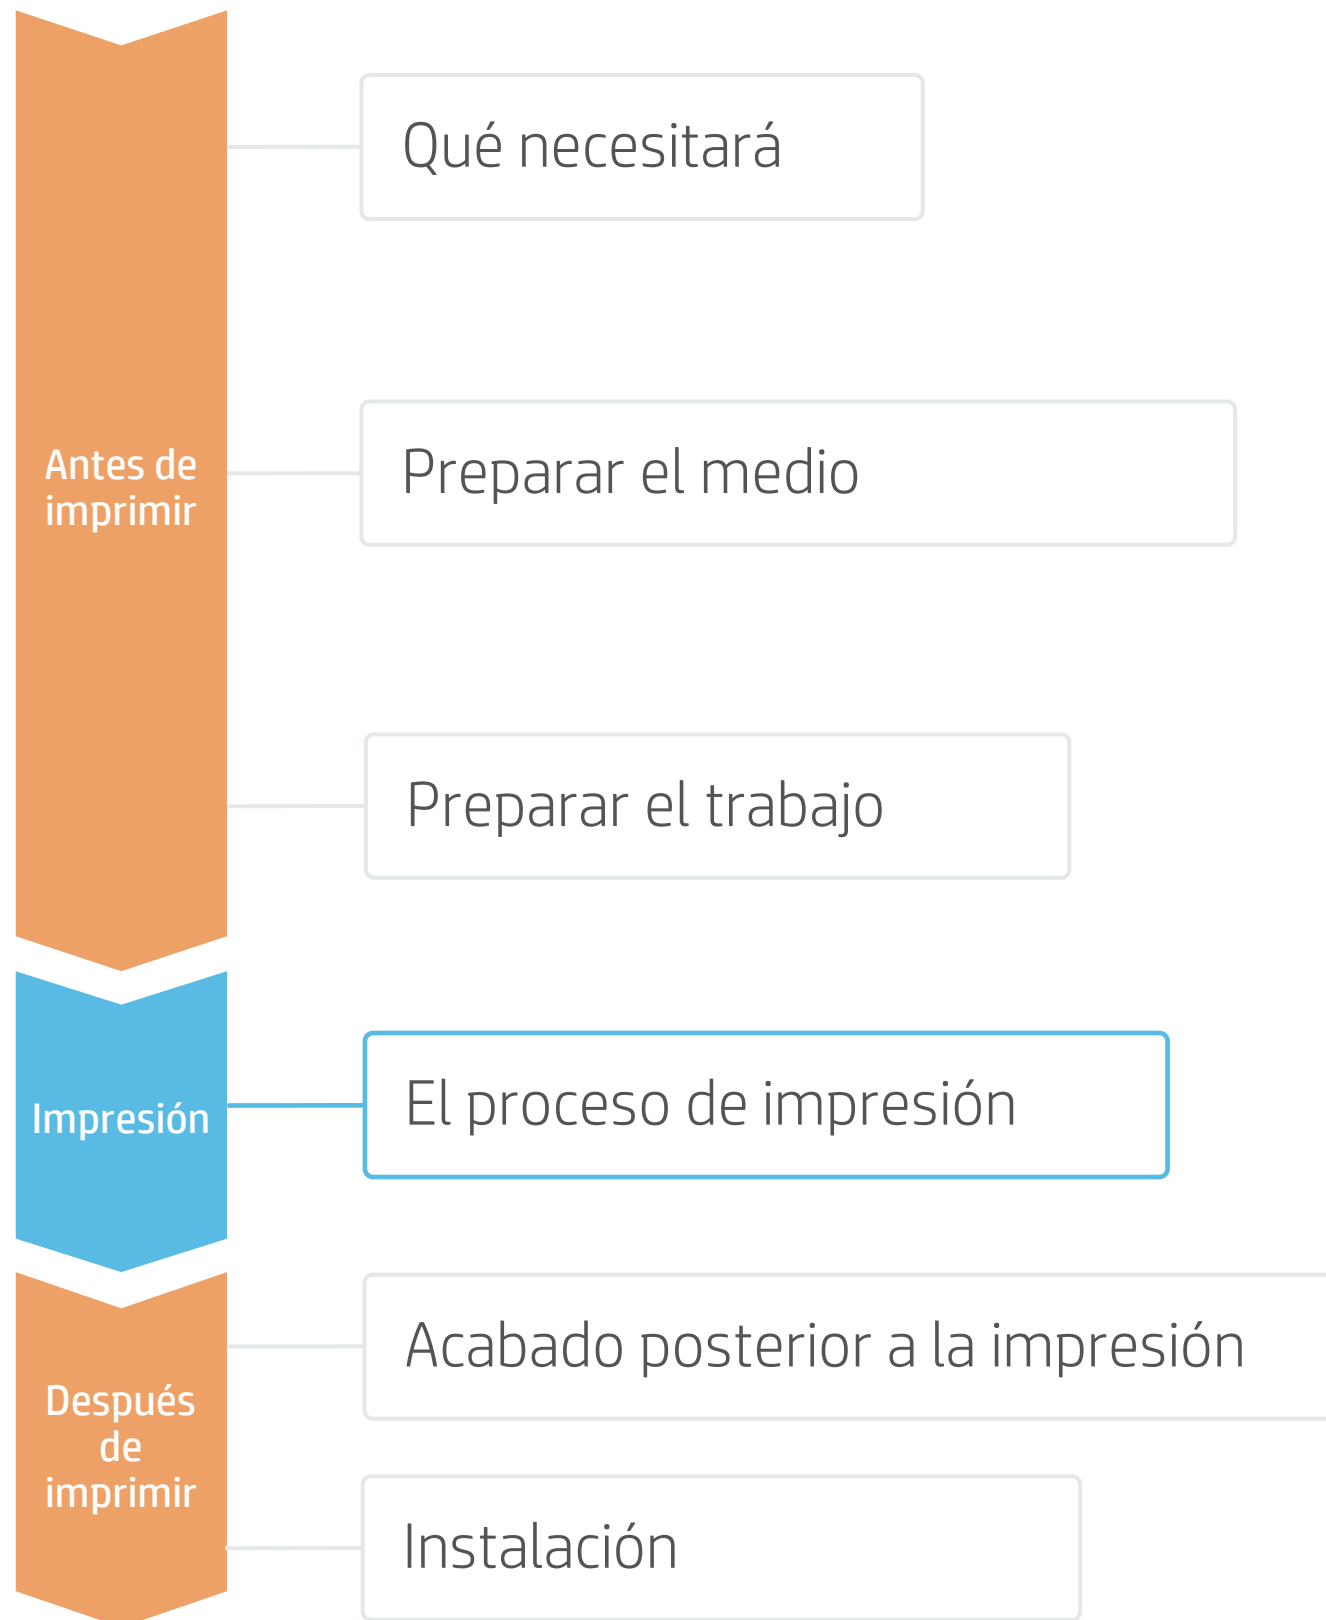 Qué necesitará
Antes de
imprimir
Preparar el medio
Preparar el trabajo
Impresión
El proceso de impresión
Después
de
imprimir
Acabado posterior a la impresión
Instalación